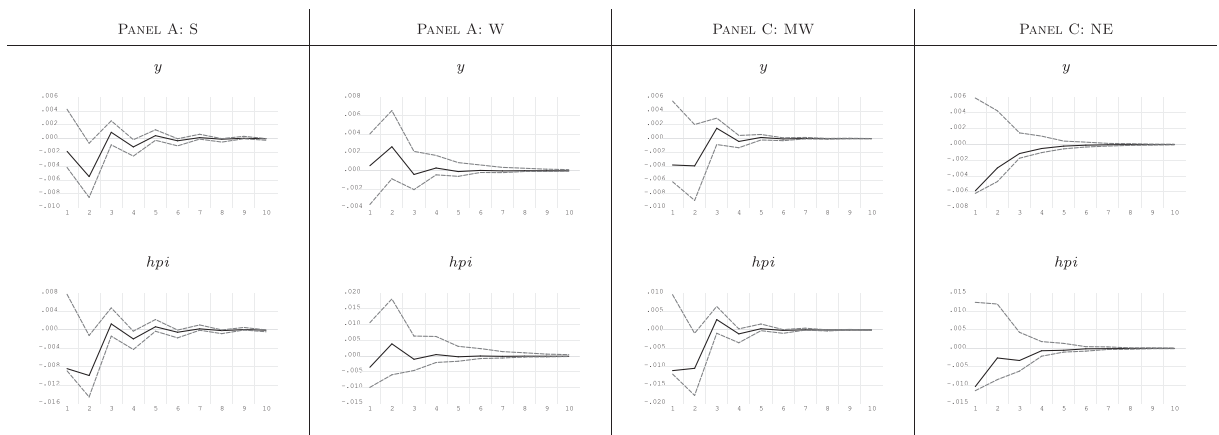 PANEL A: S PANEL A: W PANEL C: MW PANEL C: NE
y y y y
.006 .008 .006 .006
.004 .006 .004 .004
.002 .004 .002 .002
.000 .002 .000 .000
-.002 .000 -.002 -.002
-.004 -.002 -.004 -.004
-.006 -.004 -.006 -.006
-.008 -.008 -.008
-.010 -.010
1 2 3 4 5 6 7 8 9 10 1 2 3 4 5 6 7 8 9 10 1 2 3 4 5 6 7 8 9 10 1 2 3 4 5 6 7 8 9 10
hpi hpi hpi hpi
.008 .020 .010 .015
.004 .015 .005 .010
.000 .010 .000 .005
-.004 .005 -.005 .000
-.008 .000 -.010 -.005
-.012 -.005 -.015 -.010
-.016 -.010 -.020 -.015
-.015
1 2 3 4 5 6 7 8 9 10 1 2 3 4 5 6 7 8 9 10 1 2 3 4 5 6 7 8 9 10 1 2 3 4 5 6 7 8 9 10